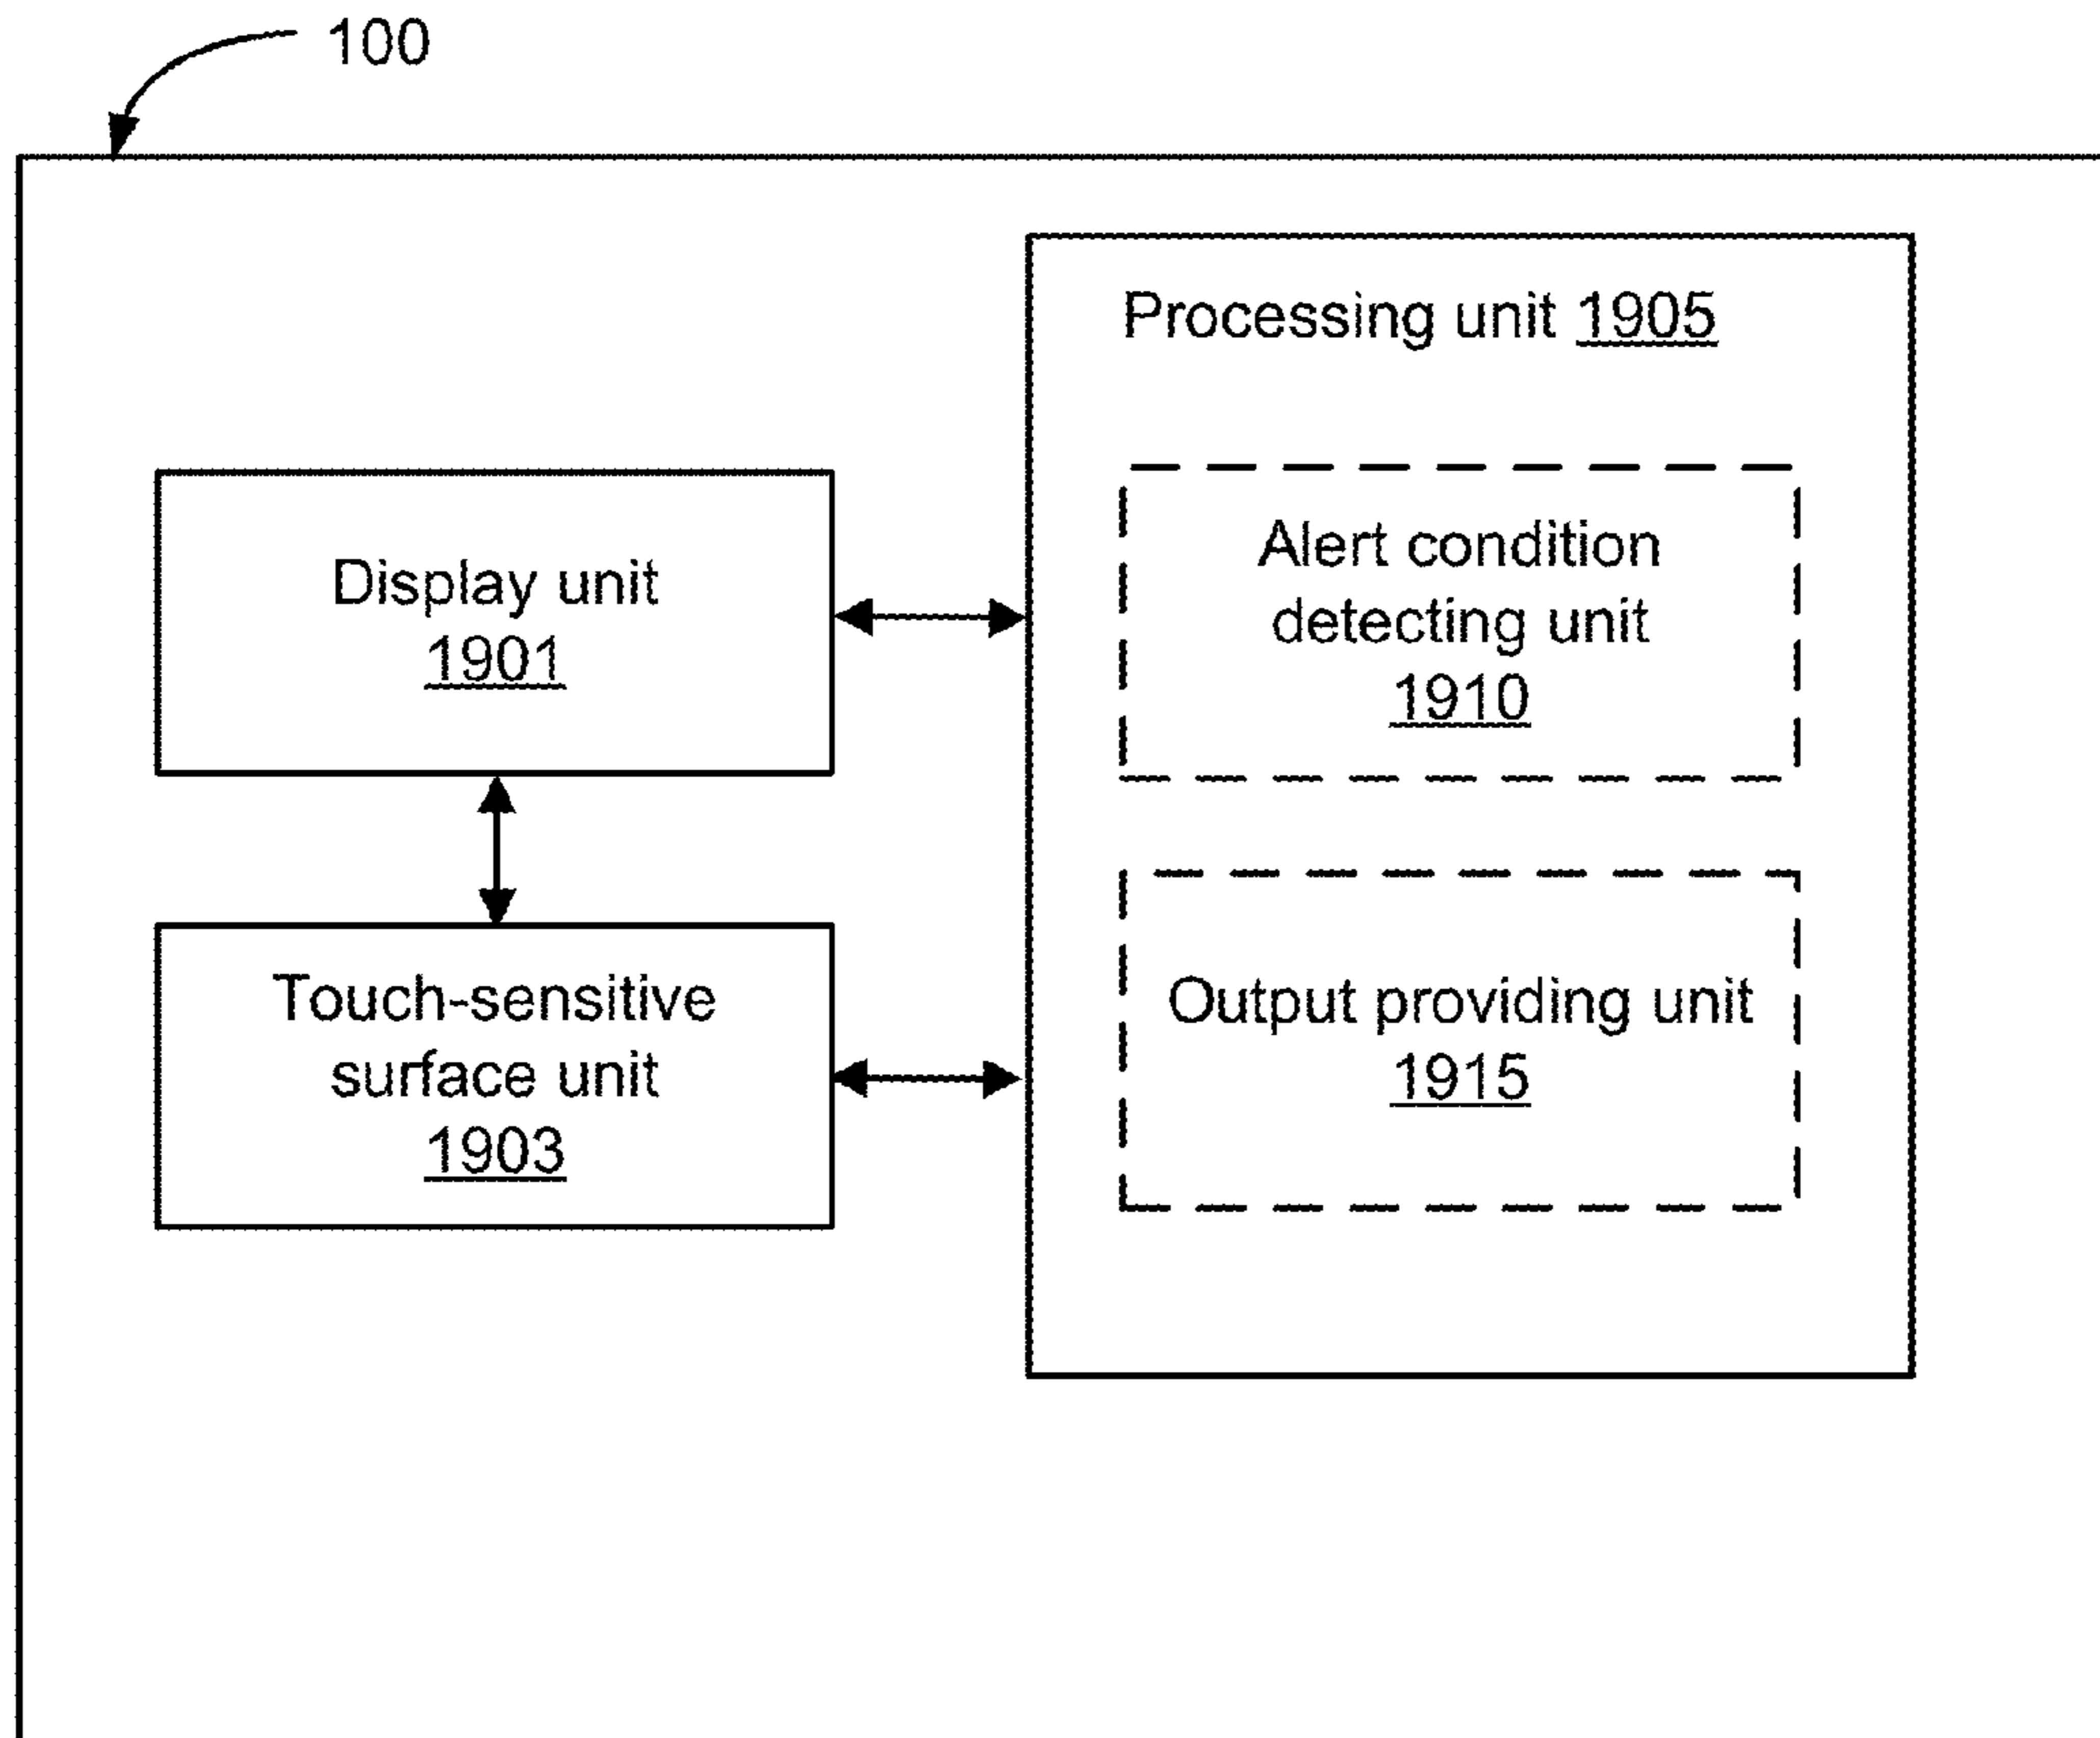 100
Processing unit 1905
Display unit
1901
Alert condition
detecting unit
1910
Touch-sensitive
surface unit
1903
Output providing unit
1915